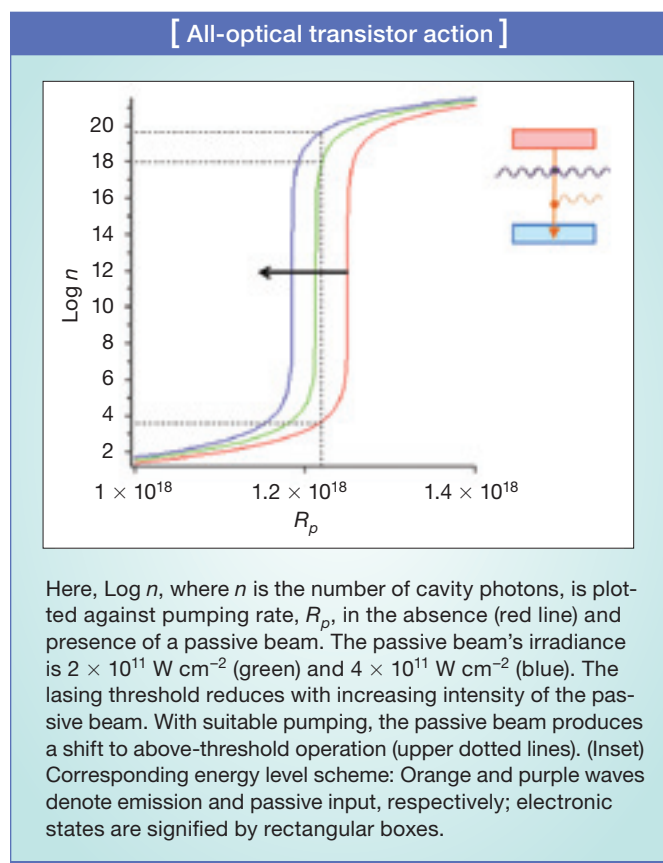 [ All-optical transistor action ]
20
18
16
14
12
10
8
6
4
2
Log n
1 × 10¹⁸
1.2 × 10¹⁸
1.4 × 10¹⁸
Rₚ
Here, Log n, where n is the number of cavity photons, is plot-
ted against pumping rate, Rₚ, in the absence (red line) and
presence of a passive beam. The passive beam’s irradiance
is 2 × 10¹¹ W cm⁻² (green) and 4 × 10¹¹ W cm⁻² (blue). The
lasing threshold reduces with increasing intensity of the pas-
sive beam. With suitable pumping, the passive beam produces
a shift to above-threshold operation (upper dotted lines). (Inset)
Corresponding energy level scheme: Orange and purple waves
denote emission and passive input, respectively; electronic
states are signified by rectangular boxes.